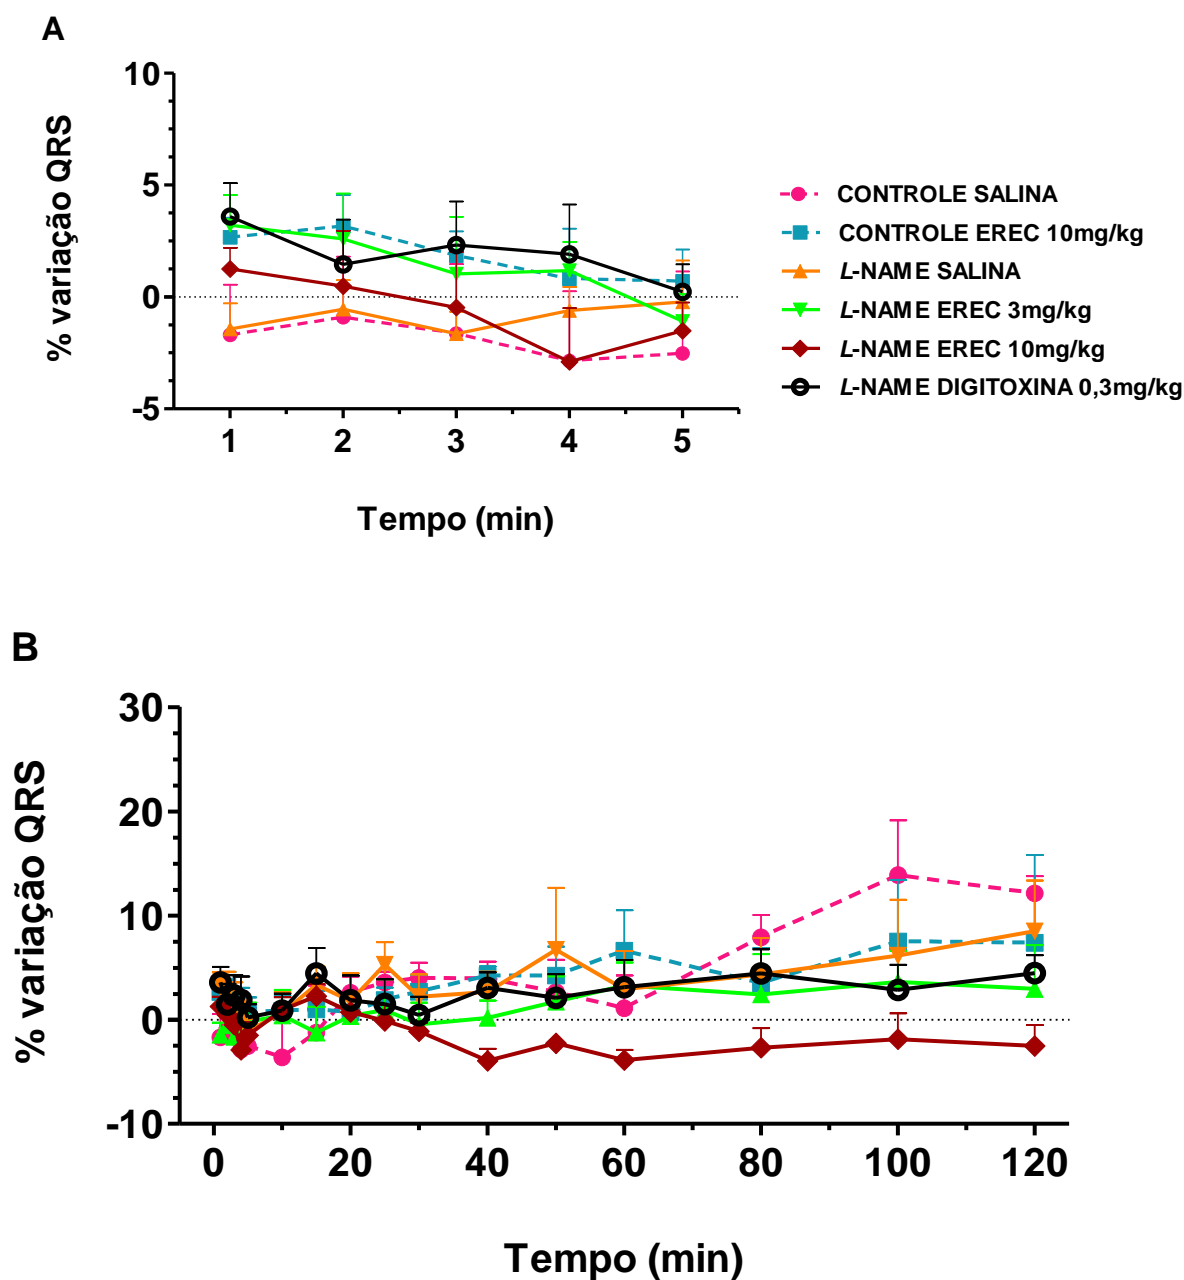 A
% variação QRS
10
5
0
-5
1 2 3 4 5
Tempo (min)
CONTROLE SALINA
CONTROLE EREC 10mg/kg
L-NAME SALINA
L-NAME EREC 3mg/kg
L-NAME EREC 10mg/kg
L-NAME DIGITOXINA 0,3mg/kg
B
% variação QRS
30
20
10
0
-10
0 20 40 60 80 100 120
Tempo (min)